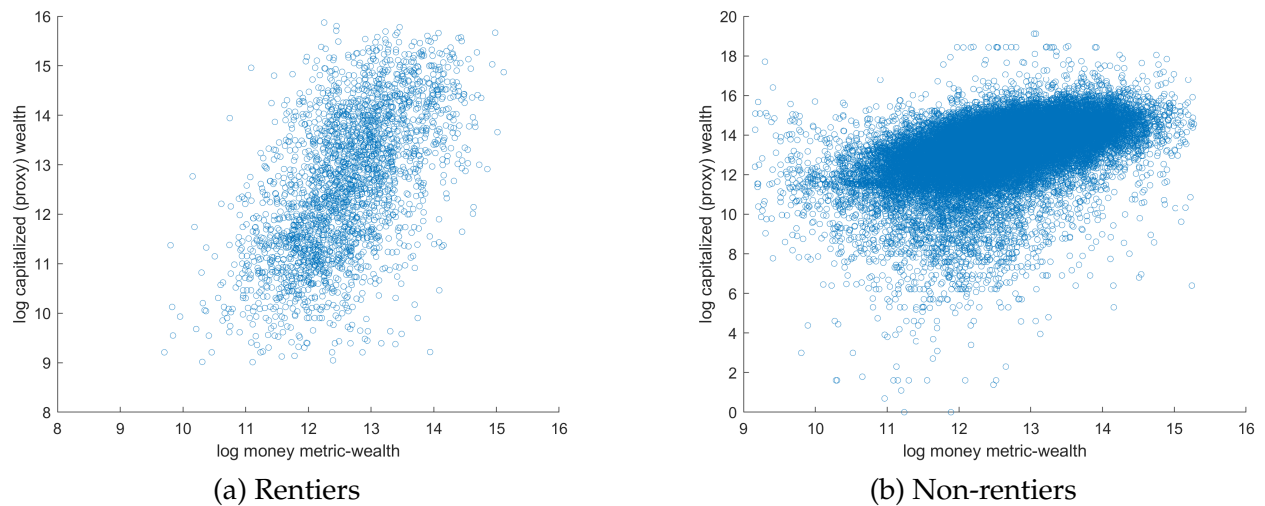 16
15
14
13
12
11
10
9
8
log capitalized (proxy) wealth
8 9 10 11 12 13 14 15 16
log money metric-wealth
(a) Rentiers
20
18
16
14
12
10
8
6
4
2
0
log capitalized (proxy) wealth
9 10 11 12 13 14 15 16
log money metric-wealth
(b) Non-rentiers